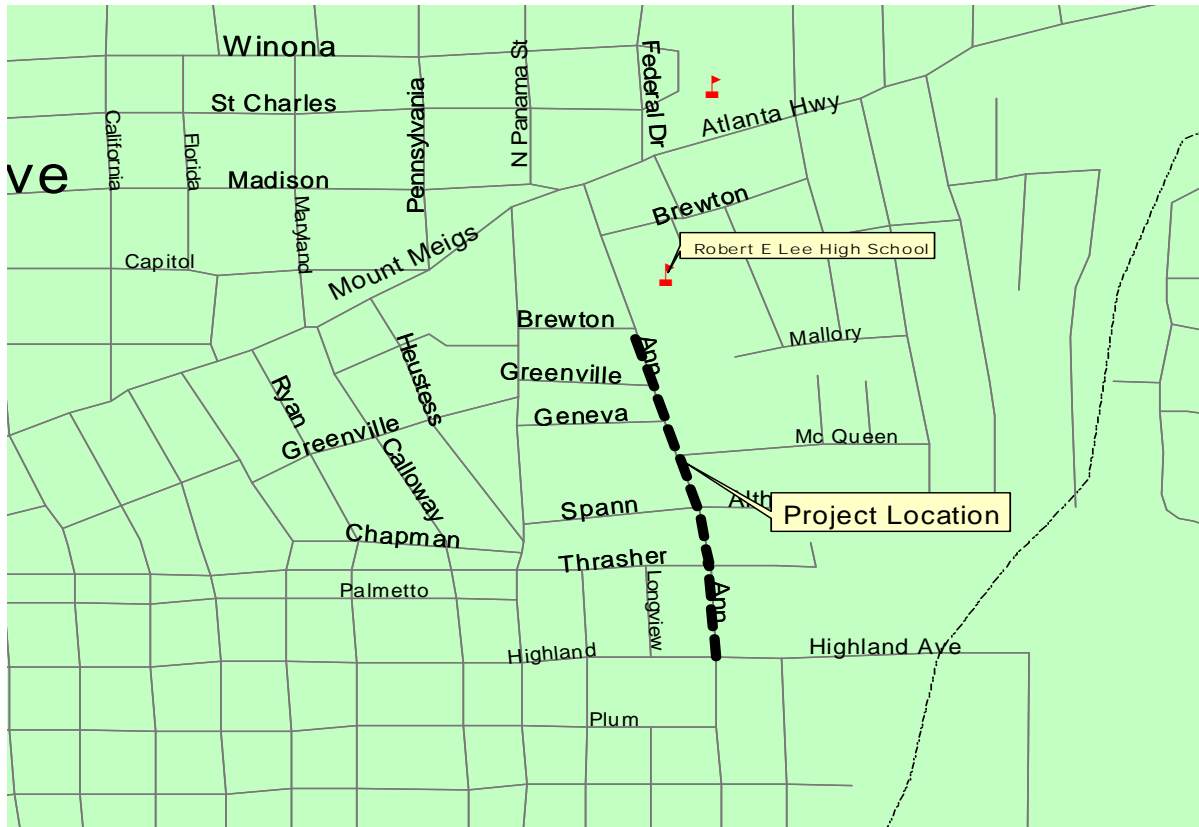 Winona
Federal Dr
N Panama St
St Charles
Pennsylvania
Atlanta Hwy
California
Florida
ve
Madison
Brewton
Maryland
Mount Meigs
Robert E Lee High School
Capitol
Brewton
Ann
Mallory
Heustess
Greenville
Ryan
Geneva
Greenville
Mc Queen
Calloway
Spann
Alth
Project Location
Chapman
Thrasher
Palmetto
Longview
Ann
Highland
Highland Ave
Plum